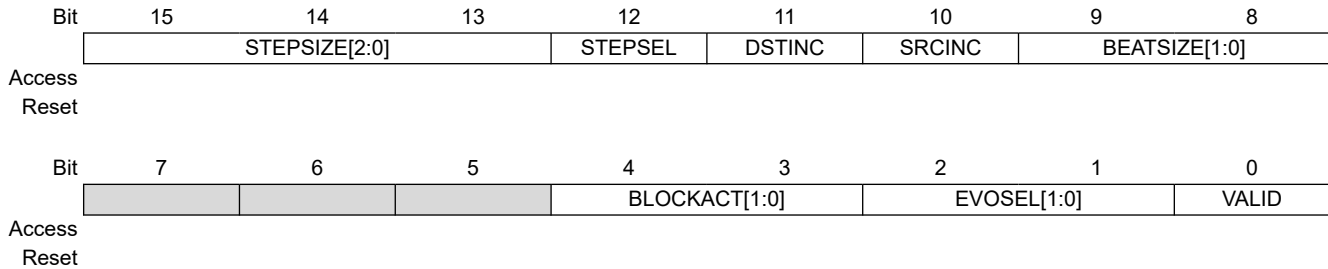 Bit 15 14 13 12 11 10 9 8
STEPSIZE[2:0] STEPSEL DSTINC SRCINC BEATSIZE[1:0]
Access
Reset
Bit 7 6 5 4 3 2 1 0
BLOCKACT[1:0] EVOSEL[1:0] VALID
Access
Reset